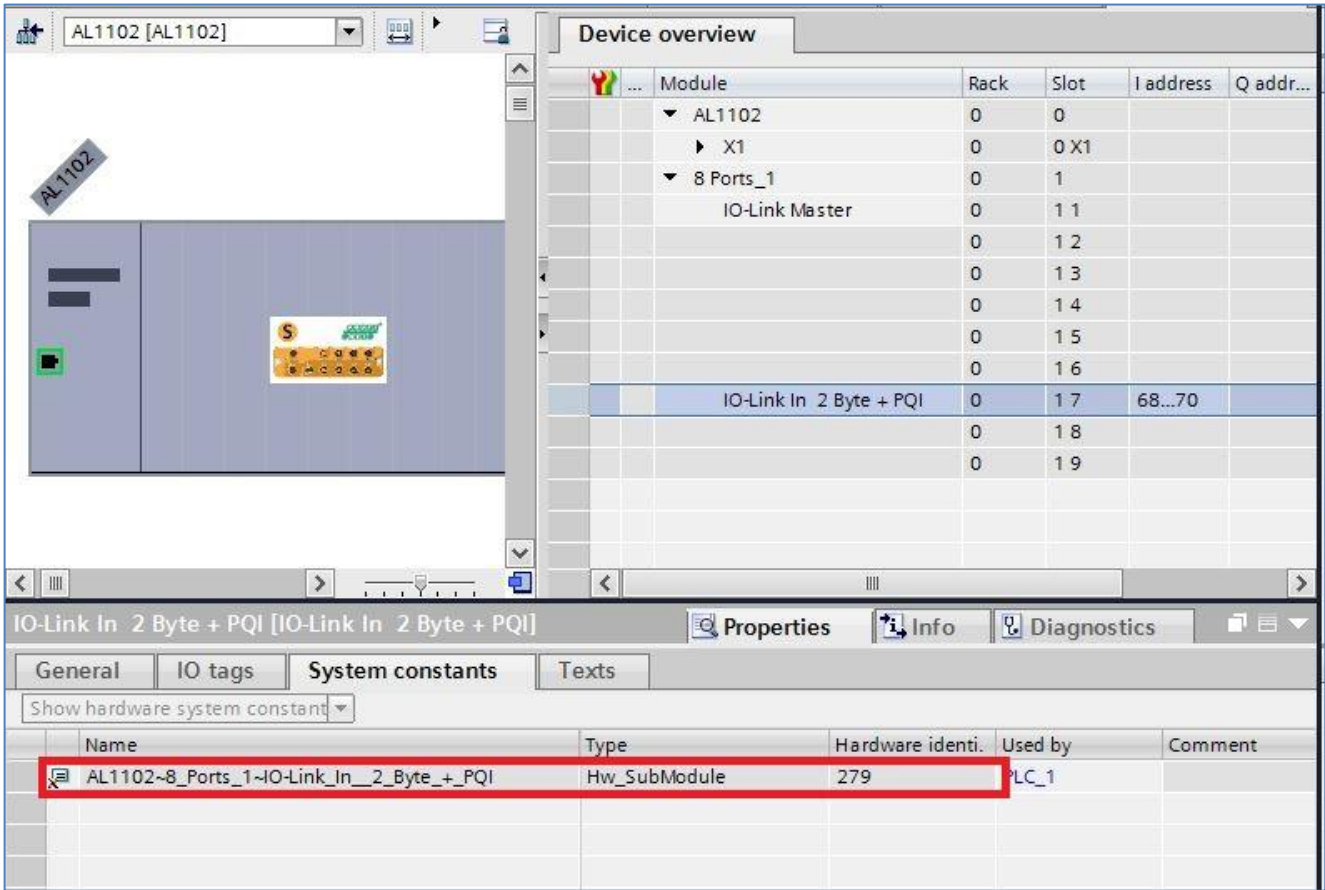 AL1102 [AL1102]
AL1102
S
Device overview
... Module Rack Slot I address Q addr...
AL1102 0 0
X1 0 0 X1
8 Ports_1 0 1
IO-Link Master 0 1 1
0 1 2
0 1 3
0 1 4
0 1 5
0 1 6
IO-Link In 2 Byte + PQI 0 1 7 68...70
0 1 8
0 1 9
IO-Link In 2 Byte + PQI [IO-Link In 2 Byte + PQI]
Properties Info Diagnostics
General IO tags System constants Texts
Show hardware system constant
Name Type Hardware identi. Used by Comment
AL1102~8_Ports_1~IO-Link_In__2_Byte_+_PQI Hw_SubModule 279 PLC_1